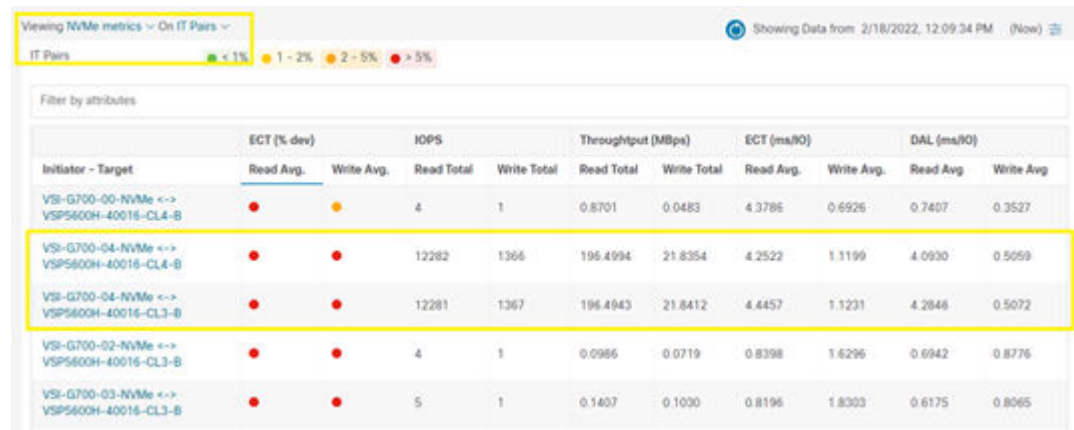 Viewing NVMe metrics On IT Pairs
Showing Data from 2/18/2022, 12:09:34 PM (Now)
IT Pairs < 1% 1 - 2% 2 - 5% > 5%
Filter by attributes
ECT (% dev) IOPS Throughtput (MBps) ECT (ms/IO) DAL (ms/IO)
Initiator - Target Read Avg. Write Avg. Read Total Write Total Read Total Write Total Read Avg. Write Avg. Read Avg Write Avg
VSI-G700-00-NVMe <->
VSP5600H-40016-CL4-B
4 1 0.8701 0.0483 4.3786 0.6926 0.7407 0.3527
VSI-G700-04-NVMe <->
VSP5600H-40016-CL4-B
12282 1366 196.4994 21.8354 4.2522 1.1199 4.0930 0.5059
VSI-G700-04-NVMe <->
VSP5600H-40016-CL3-B
12281 1367 196.4943 21.8412 4.4457 1.1231 4.2846 0.5072
VSI-G700-02-NVMe <->
VSP5600H-40016-CL3-B
4 1 0.0986 0.0719 0.8398 1.6296 0.6942 0.8776
VSI-G700-03-NVMe <->
VSP5600H-40016-CL3-B
5 1 0.1407 0.1030 0.8196 1.8303 0.6175 0.8065